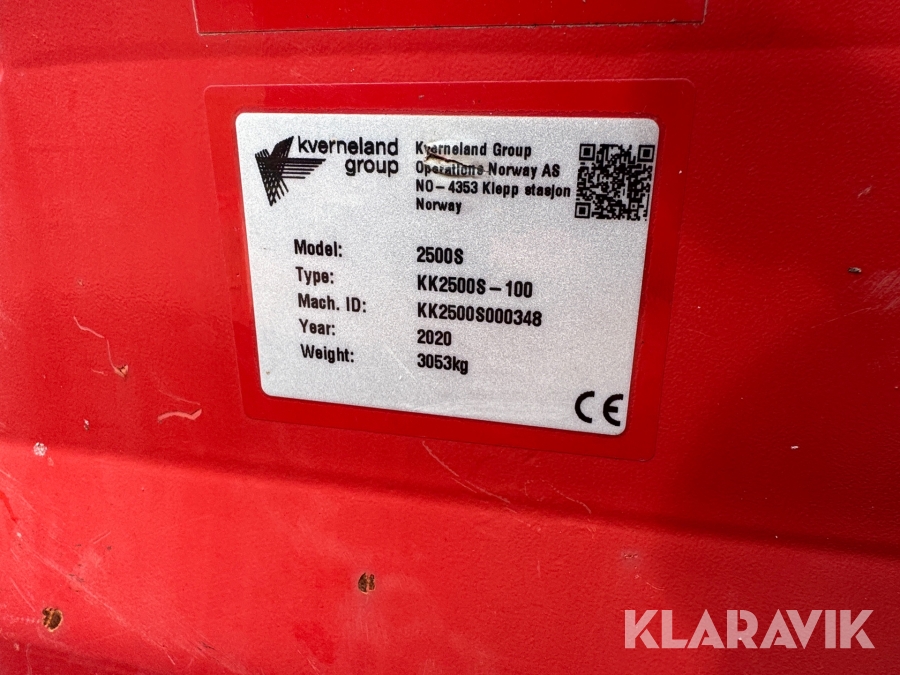 kverneland
group
Kverneland Group
Operations Norway AS
NO-4353 Klepp stasjon
Norway
Model: 2500S
Type: KK2500S-100
Mach. ID: KK2500S000348
Year: 2020
Weight: 3053kg
CE
KLARAVIK